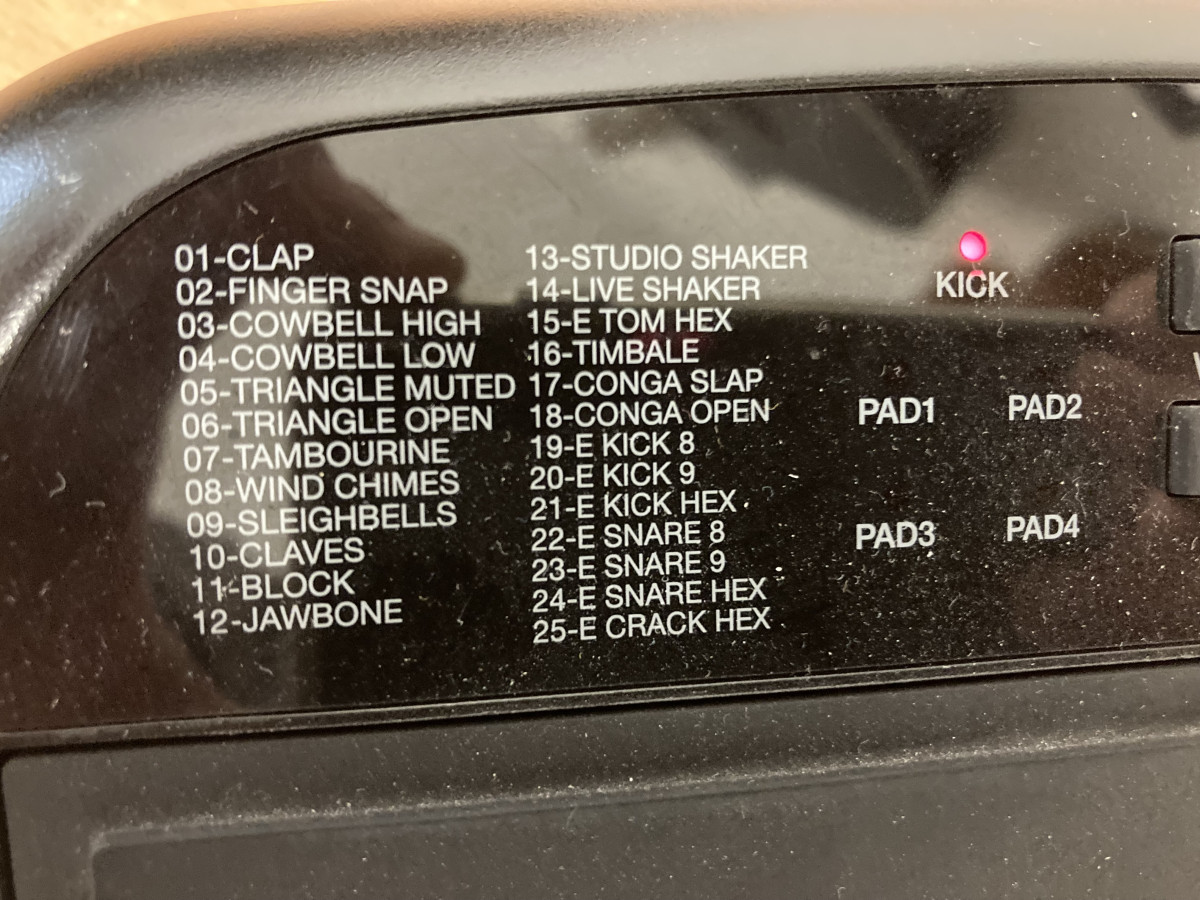 01-CLAP
02-FINGER SNAP
03-COWBELL HIGH
04-COWBELL LOW
05-TRIANGLE MUTED
06-TRIANGLE OPEN
07-TAMBOURINE
08-WIND CHIMES
09-SLEIGHBELLS
10-CLAVES
11-BLOCK
12-JAWBONE
13-STUDIO SHAKER
14-LIVE SHAKER
15-E TOM HEX
16-TIMBALE
17-CONGA SLAP
18-CONGA OPEN
19-E KICK 8
20-E KICK 9
21-E KICK HEX
22-E SNARE 8
23-E SNARE 9
24-E SNARE HEX
25-E CRACK HEX
KICK
PAD1 PAD2
PAD3 PAD4